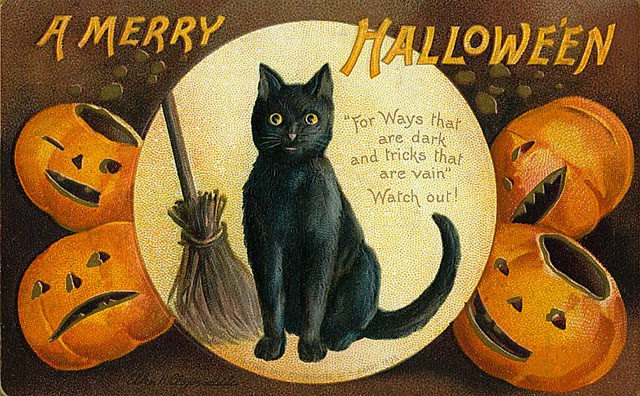 A MERRY HALLOWE'EN
"For Ways that
are dark
and tricks that
are vain"
Watch out!